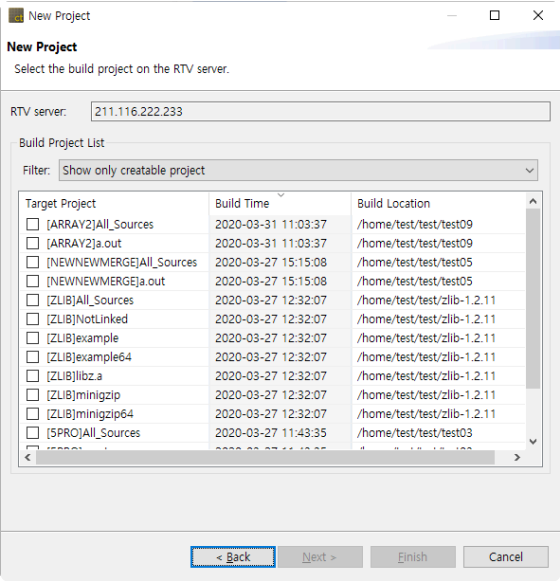 ct New Project
New Project
Select the build project on the RTV server.
RTV server: 211.116.222.233
Build Project List
Filter: Show only creatable project
Target Project Build Time Build Location
[ARRAY2]All_Sources 2020-03-31 11:03:37 /home/test/test/test09
[ARRAY2]a.out 2020-03-31 11:03:37 /home/test/test/test09
[NEWNEWMERGE]All_Sources 2020-03-27 15:15:08 /home/test/test/test05
[NEWNEWMERGE]a.out 2020-03-27 15:15:08 /home/test/test/test05
[ZLIB]All_Sources 2020-03-27 12:32:07 /home/test/test/zlib-1.2.11
[ZLIB]NotLinked 2020-03-27 12:32:07 /home/test/test/zlib-1.2.11
[ZLIB]example 2020-03-27 12:32:07 /home/test/test/zlib-1.2.11
[ZLIB]example64 2020-03-27 12:32:07 /home/test/test/zlib-1.2.11
[ZLIB]libz.a 2020-03-27 12:32:07 /home/test/test/zlib-1.2.11
[ZLIB]minigzip 2020-03-27 12:32:07 /home/test/test/zlib-1.2.11
[ZLIB]minigzip64 2020-03-27 12:32:07 /home/test/test/zlib-1.2.11
[5PRO]All_Sources 2020-03-27 11:43:35 /home/test/test/test03
< Back Next > Finish Cancel